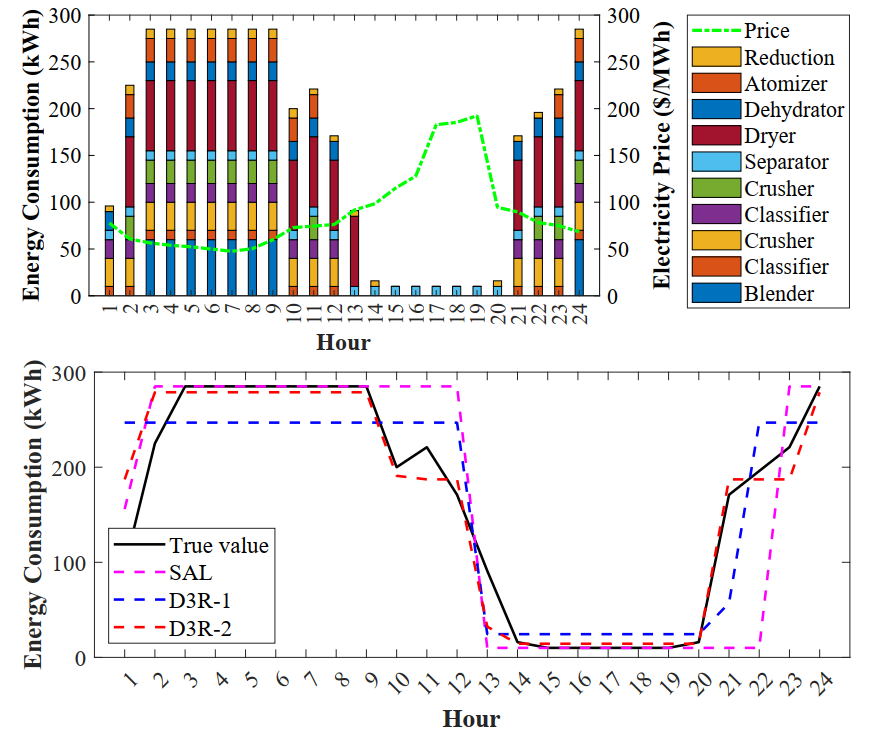 300
250
200
150
100
50
0
Energy Consumption (kWh)
1 2 3 4 5 6 7 8 9 10 11 12 13 14 15 16 17 18 19 20 21 22 23 24
Hour
300
250
200
150
100
50
0
Electricity Price ($/MWh)
Price
Reduction
Atomizer
Dehydrator
Dryer
Separator
Crusher
Classifier
Crusher
Classifier
Blender
300
200
100
0
Energy Consumption (kWh)
True value
SAL
D3R-1
D3R-2
1 2 3 4 5 6 7 8 9 10 11 12 13 14 15 16 17 18 19 20 21 22 23 24
Hour